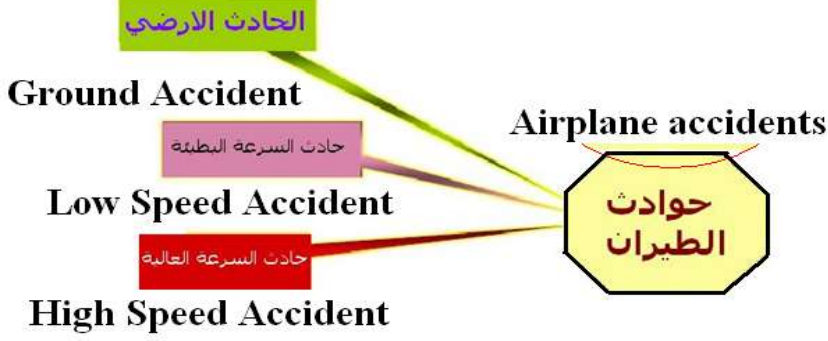 الحادث الارضي
Ground Accident
Airplane accidents
حادث السرعة البطيئة
Low Speed Accident
حوادث
الطيران
حادث السرعة العالية
High Speed Accident